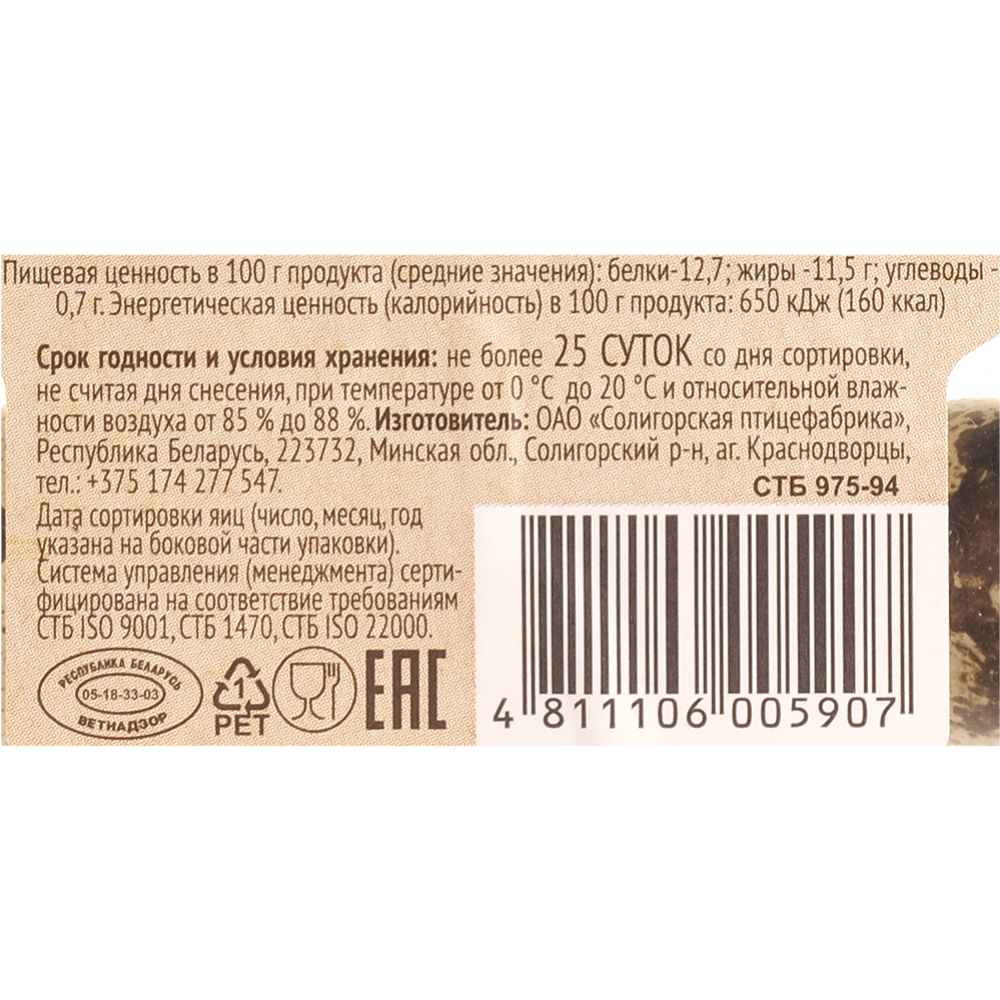 Пищевая ценность в 100 г продукта (средние значения): белки-12,7; жиры -11,5 г; углеводы -
0,7 г. Энергетическая ценность (калорийность) в 100 г продукта: 650 кДж (160 ккал)
Срок годности и условия хранения: не более 25 СУТОК со дня сортировки,
не считая дня снесения, при температуре от 0 °С до 20 °С и относительной влаж-
ности воздуха от 85 % до 88 %. Изготовитель: ОАО «Солигорская птицефабрика»,
Республика Беларусь, 223732, Минская обл., Солигорский р-н, аг. Краснодворцы,
тел.: +375 174 277 547.
СТБ 975-94
Дата сортировки яиц (число, месяц, год
указана на боковой части упаковки).
Система управления (менеджмента) серти-
фицирована на соответствие требованиям
СТБ ISO 9001, СТБ 1470, СТБ ISO 22000.
РЕСПУБЛИКА БЕЛАРУСЬ
05-18-33-03
ВЕТНАДЗОР
1
PET
EAC
4 811106 005907